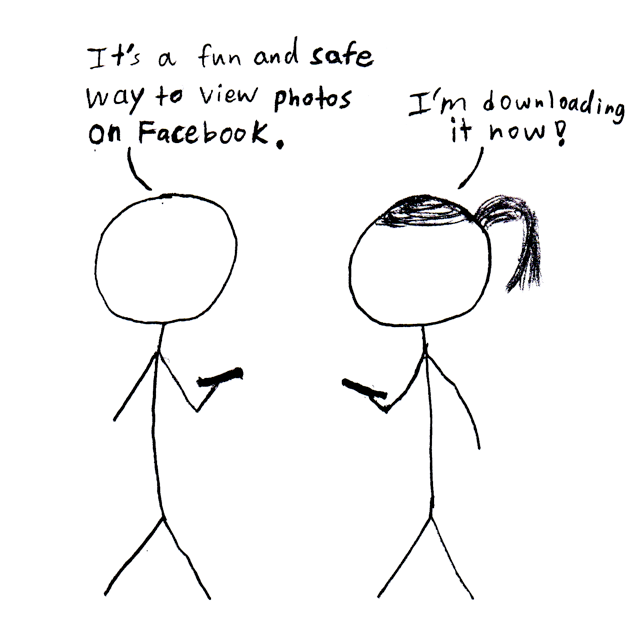 It's a fun and safe
way to view photos
on Facebook.
I'm downloading
it now!